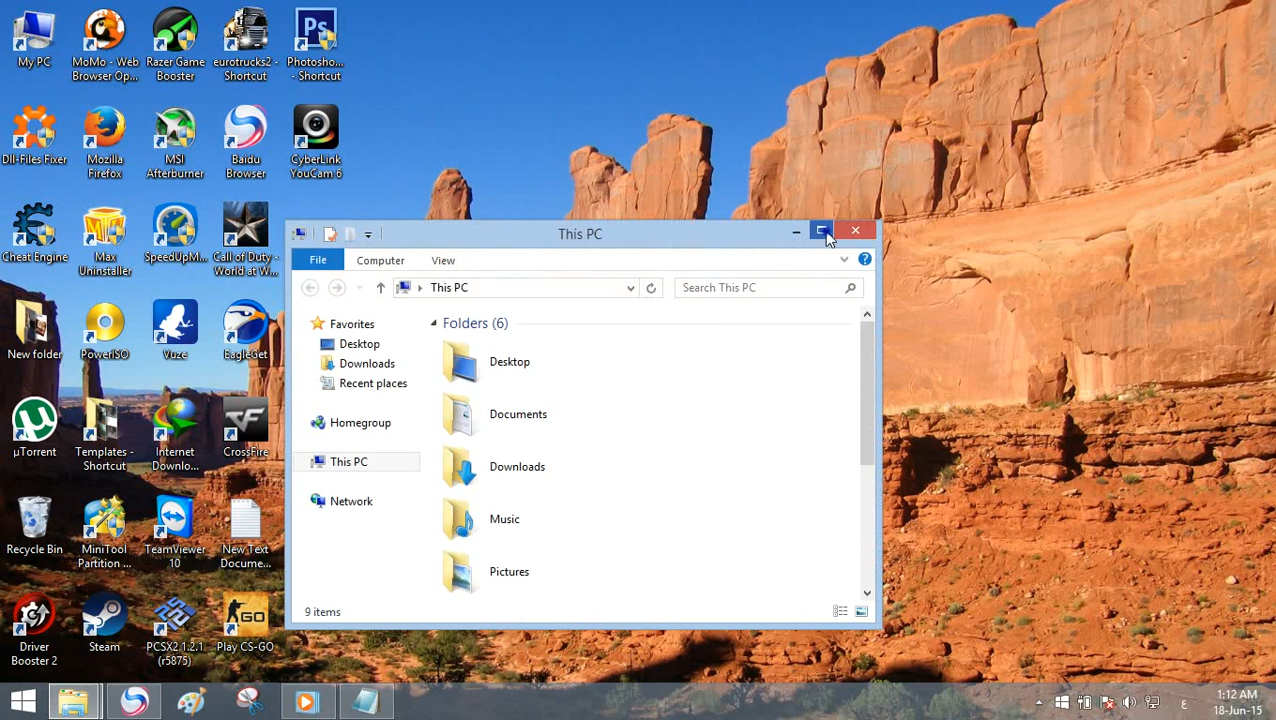 My PC
MoMo - Web
Browser Op...
Razer Game
Booster
eurotrucks2 -
Shortcut
Ps
Photosho...
- Shortcut
Dll-Files Fixer
Mozilla
Firefox
MSI
Afterburner
Baidu
Browser
CyberLink
YouCam 6
Cheat Engine
MAX
Max
Uninstaller
SpeedUpM...
Call of Duty -
World at W...
New folder
PowerISO
Vuze
EagleGet
µTorrent
Templates -
Shortcut
Internet
Downlo...
CF
CrossFire
Recycle Bin
MiniTool
Partition ...
TeamViewer
10
New Text
Docume...
Driver
Booster 2
Steam
PCSX2 1.2.1
(r5875)
GO
Play CS-GO
This PC
File
Computer
View
This PC
Search This PC
Favorites
Desktop
Downloads
Recent places
Homegroup
This PC
Network
Folders (6)
Desktop
Documents
Downloads
Music
Pictures
9 items
ع
1:12 AM
18-Jun-15